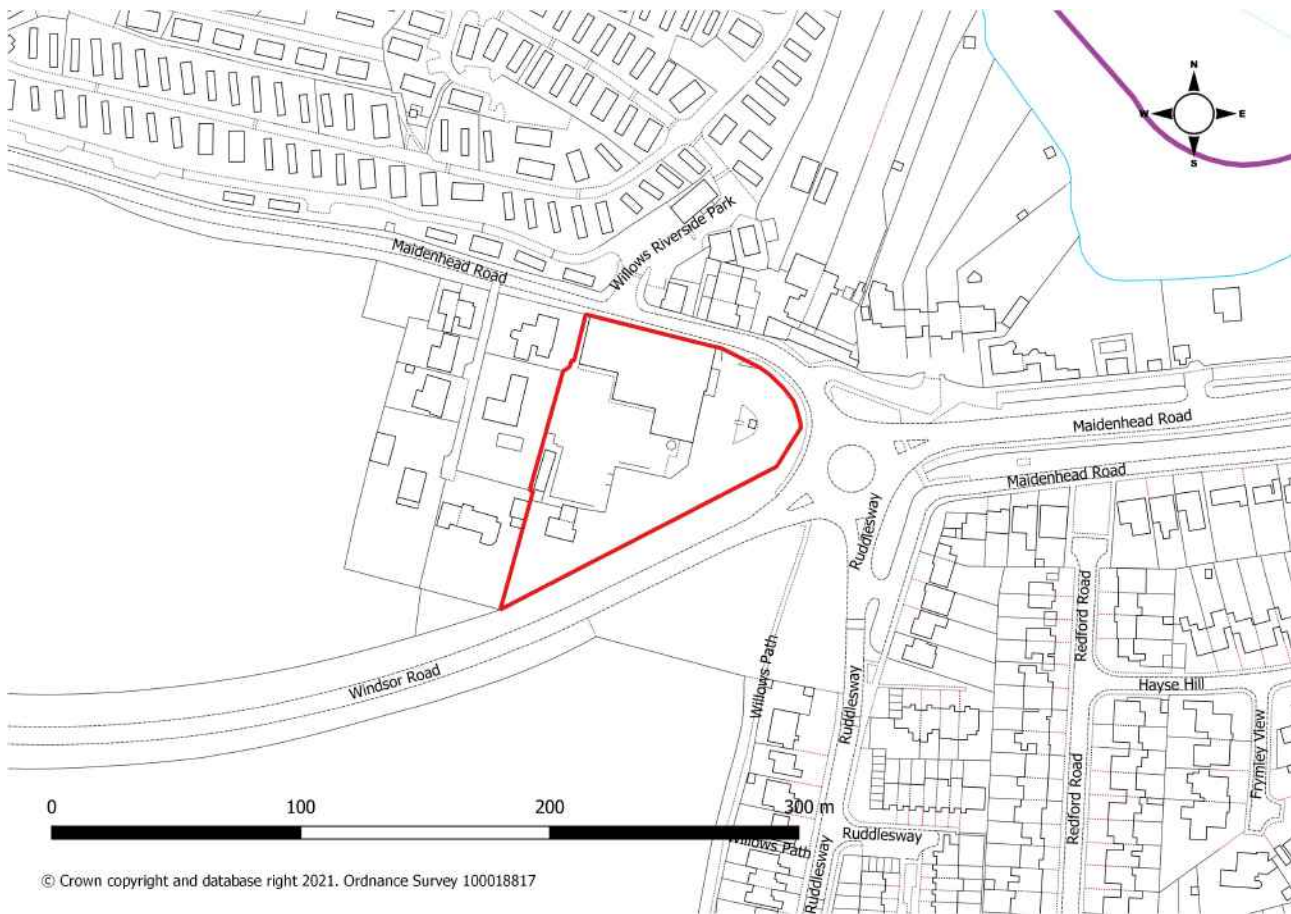 N
W
E
S
Willows Riverside Park
Maidenhead Road
Maidenhead Road
Maidenhead Road
Ruddlesway
Redford Road
Windsor Road
Willows Path
Ruddlesway
Hayse Hill
Frymley View
Redford Road
0 100 200 300 m
Willows Path
Ruddlesway
Ruddlesway
© Crown copyright and database right 2021. Ordnance Survey 100018817